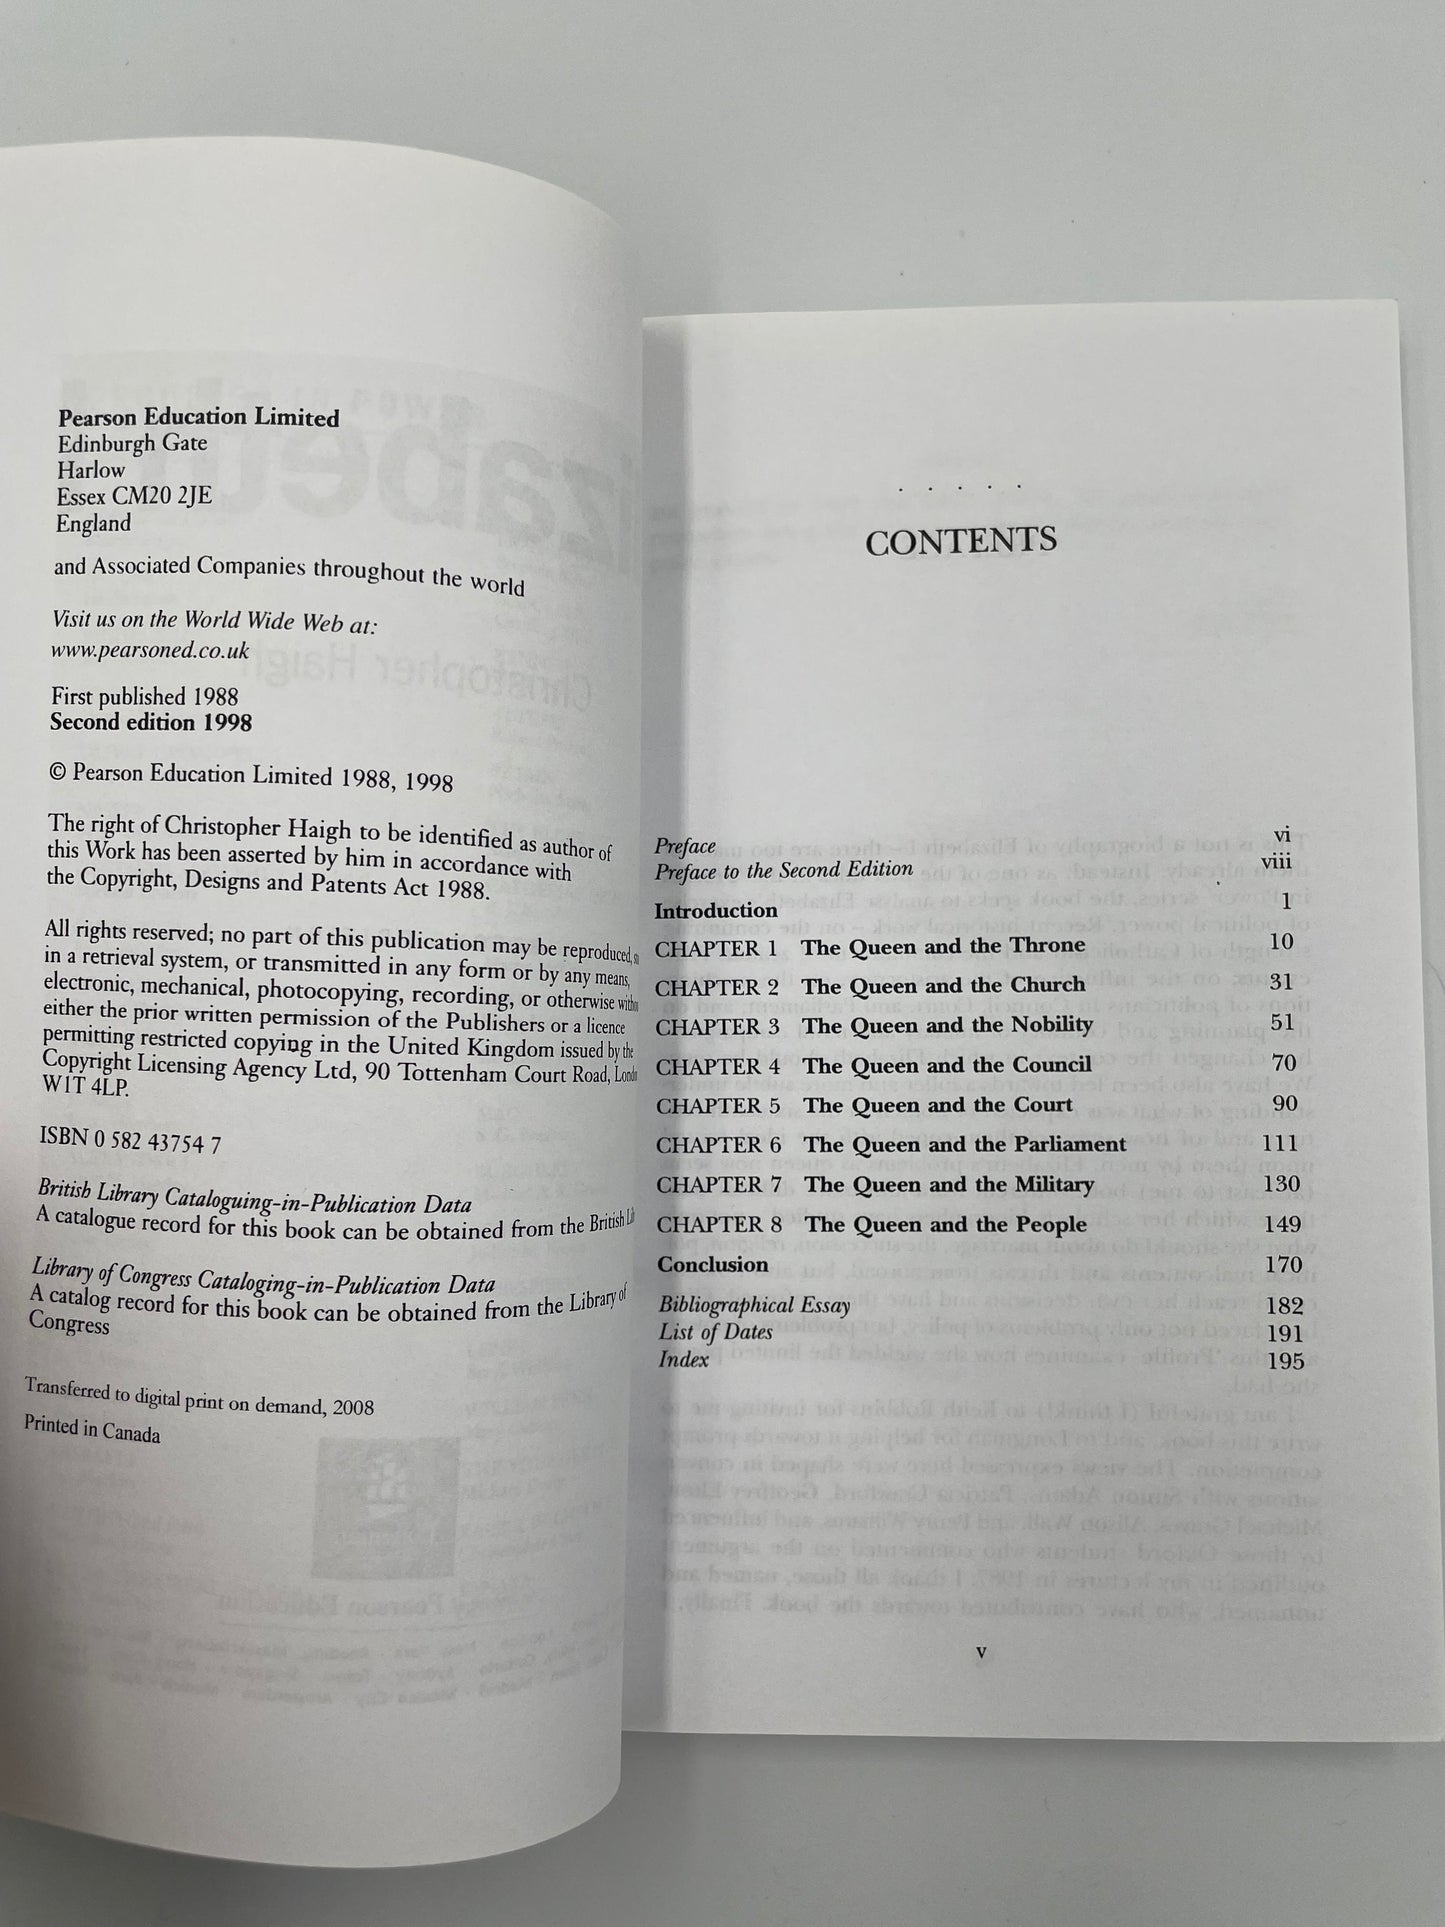 Pearson Education Limited
Edinburgh Gate
Harlow
Essex CM20 2JE
England
and Associated Companies throughout the world
Visit us on the World Wide Web at:
www.pearsoned.co.uk
First published 1988
Second edition 1998
© Pearson Education Limited 1988, 1998
The right of Christopher Haigh to be identified as author of
this Work has been asserted by him in accordance with
the Copyright, Designs and Patents Act 1988.
All rights reserved; no part of this publication may be reproduced,
in a retrieval system, or transmitted in any form or by any means,
electronic, mechanical, photocopying, recording, or otherwise
either the prior written permission of the Publishers or a licence
permitting restricted copying in the United Kingdom issued by the
Copyright Licensing Agency Ltd, 90 Tottenham Court Road,
W1T 4LP.
ISBN 0 582 43754 7
British Library Cataloguing-in-Publication Data
A catalogue record for this book can be obtained from the British
Library of Congress Cataloging-in-Publication Data
A catalog record for this book can be obtained from the Library of
Congress
Transferred to digital print on demand, 2008
Printed in Canada
CONTENTS
Preface vi
Preface to the Second Edition viii
Introduction 1
CHAPTER 1 The Queen and the Throne 10
CHAPTER 2 The Queen and the Church 31
CHAPTER 3 The Queen and the Nobility 51
CHAPTER 4 The Queen and the Council 70
CHAPTER 5 The Queen and the Court 90
CHAPTER 6 The Queen and the Parliament 111
CHAPTER 7 The Queen and the Military 130
CHAPTER 8 The Queen and the People 149
Conclusion 170
Bibliographical Essay 182
List of Dates 191
Index 195
v